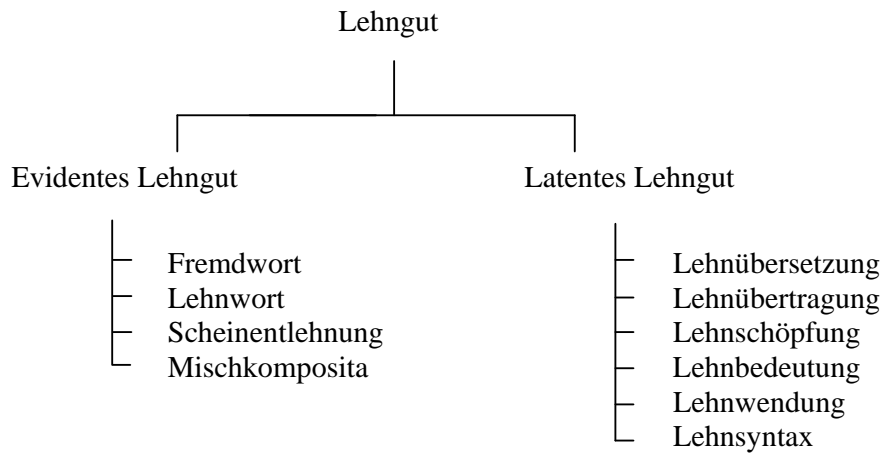 Lehngut
Evidentes Lehngut
Fremdwort
Lehnwort
Scheinentlehnung
Mischkomposita
Latentes Lehngut
Lehnübersetzung
Lehnübertragung
Lehnschöpfung
Lehnbedeutung
Lehnwendung
Lehnsyntax